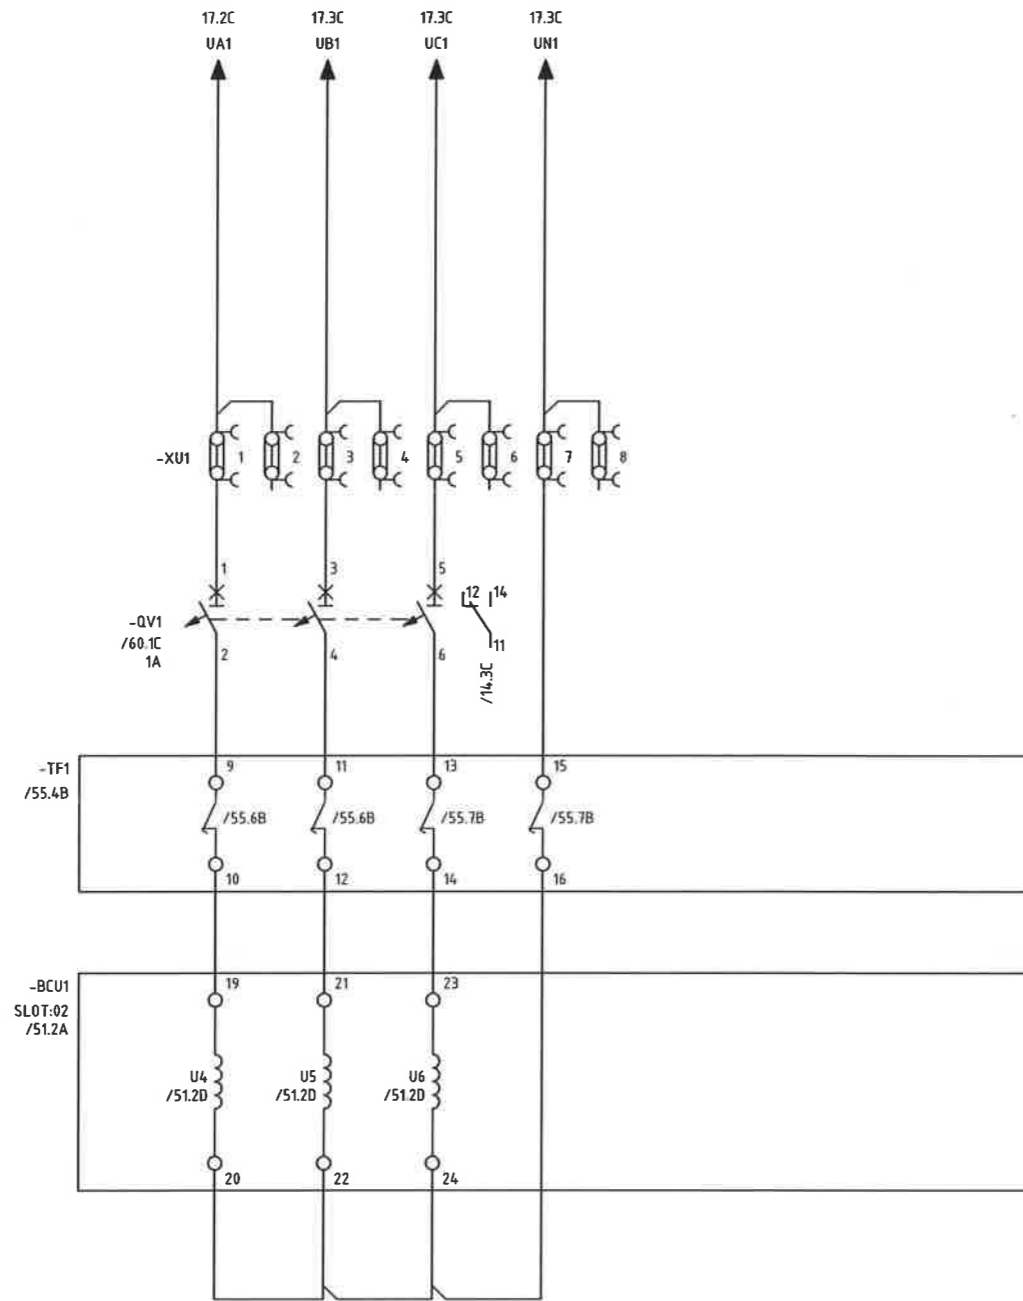 17.2C 17.3C 17.3C 17.3C
UA1 UB1 UC1 UN1
-XU1 1 2 3 4 5 6 7 8
1 3 5
12 14
-QV1
/60.1C
1A
2 4 6 11
/14.3C
-TF1
/55.4B
9 11 13 15
/55.6B /55.6B /55.7B /55.7B
10 12 14 16
-BCU1
SLOT:02
/51.2A
19 21 23
U4 U5 U6
/51.2D /51.2D /51.2D
20 22 24